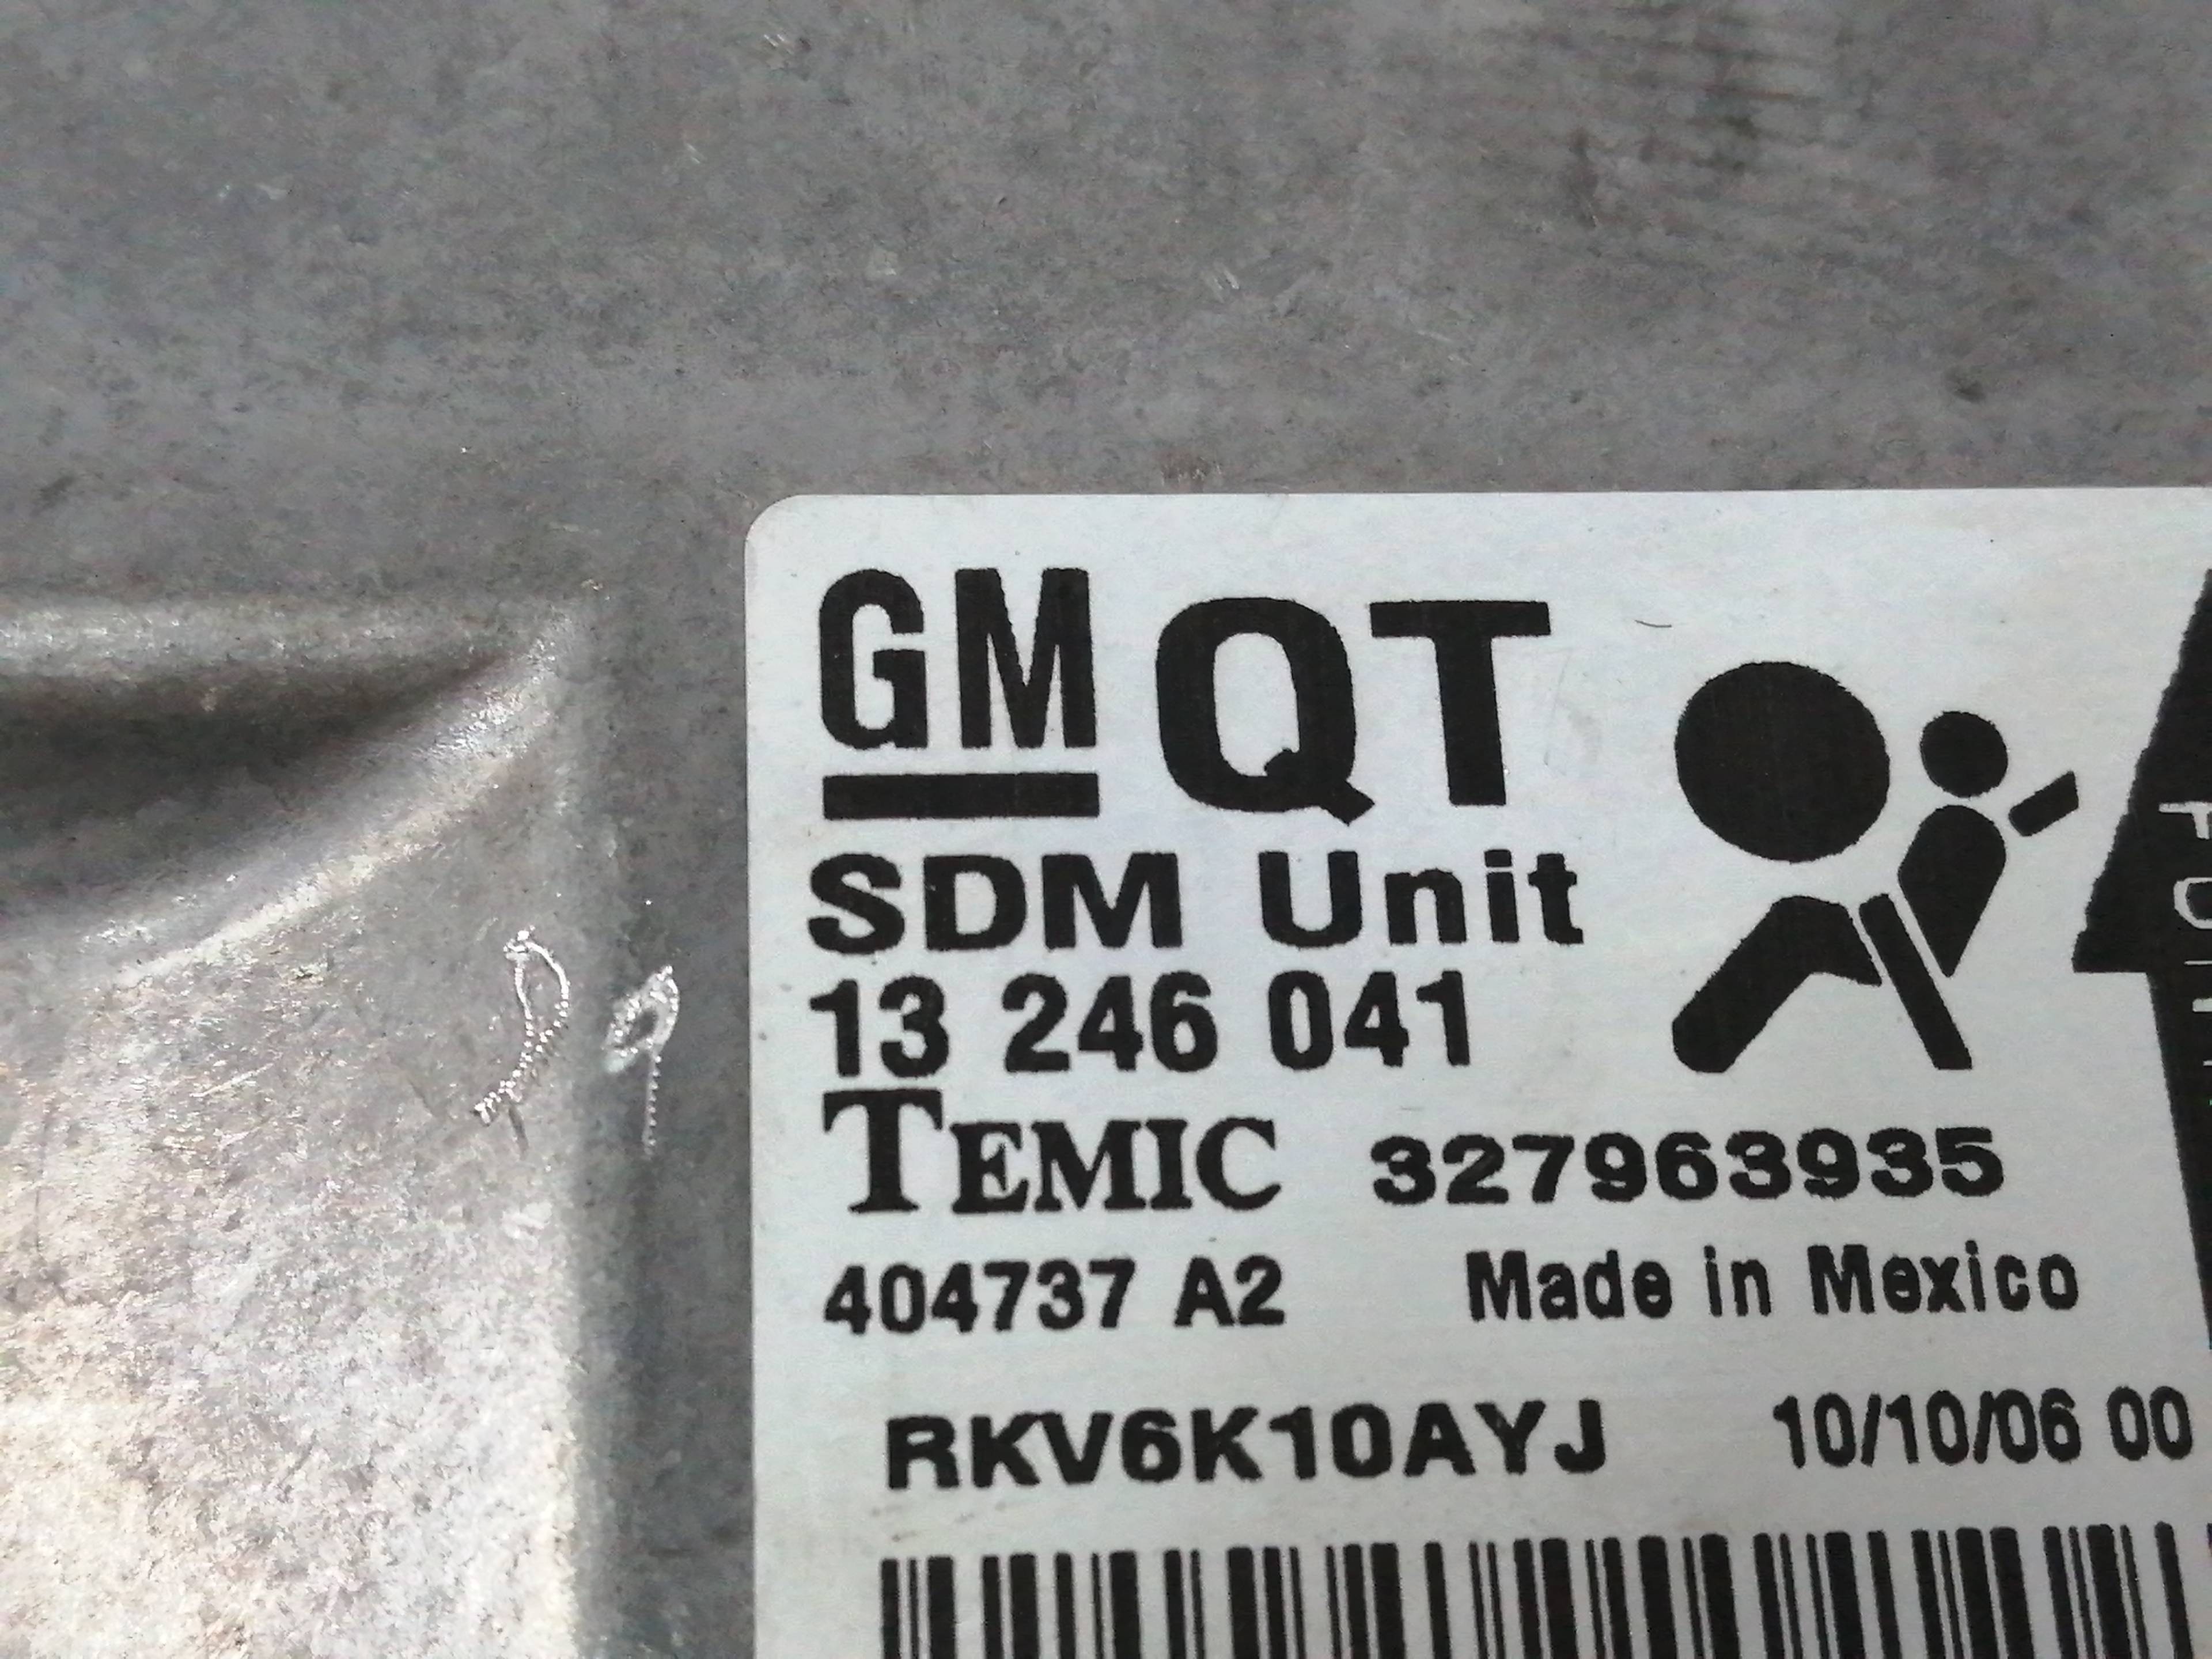 GM QT
SDM Unit
13 246 041
TEMIC 327963935
404737 A2 Made in Mexico
RKV6K10AYJ 10/10/06 00